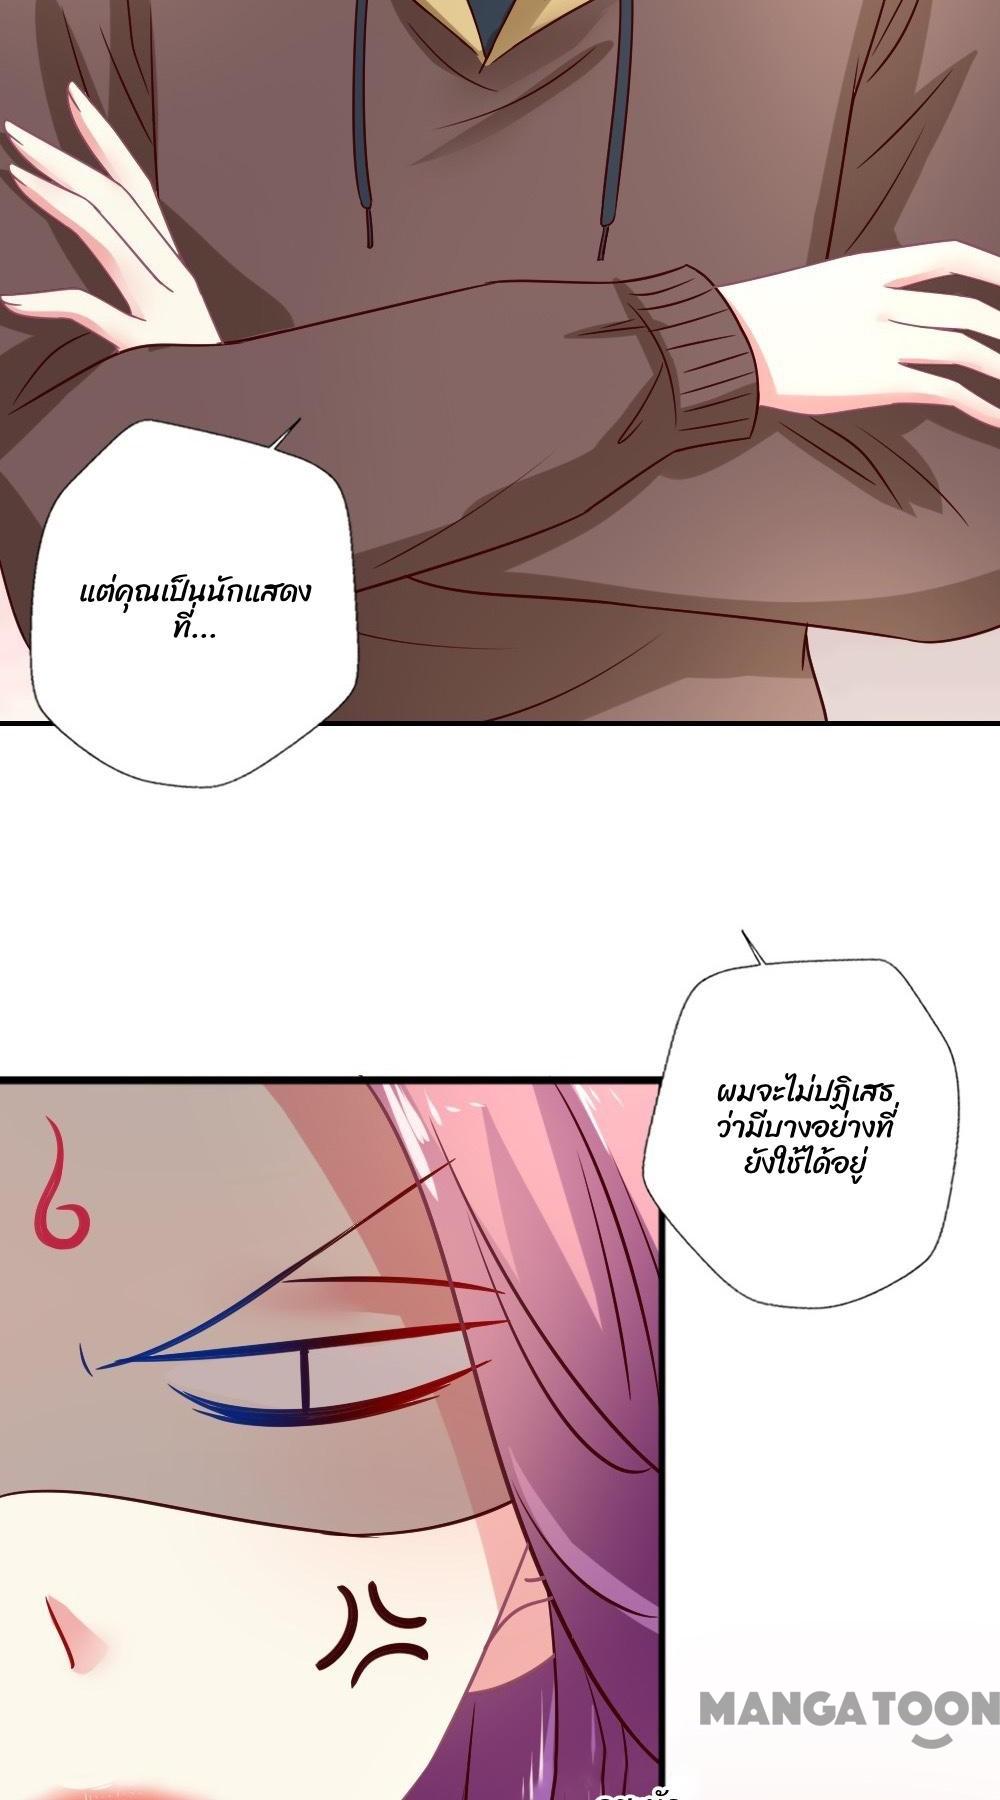 แต่คุณเป็นนักแสดง
ที่...
ผมจะไม่ปฏิเสธ
ว่ามีบางอย่างที่
ยังใช้ได้อยู่
MANGATOON